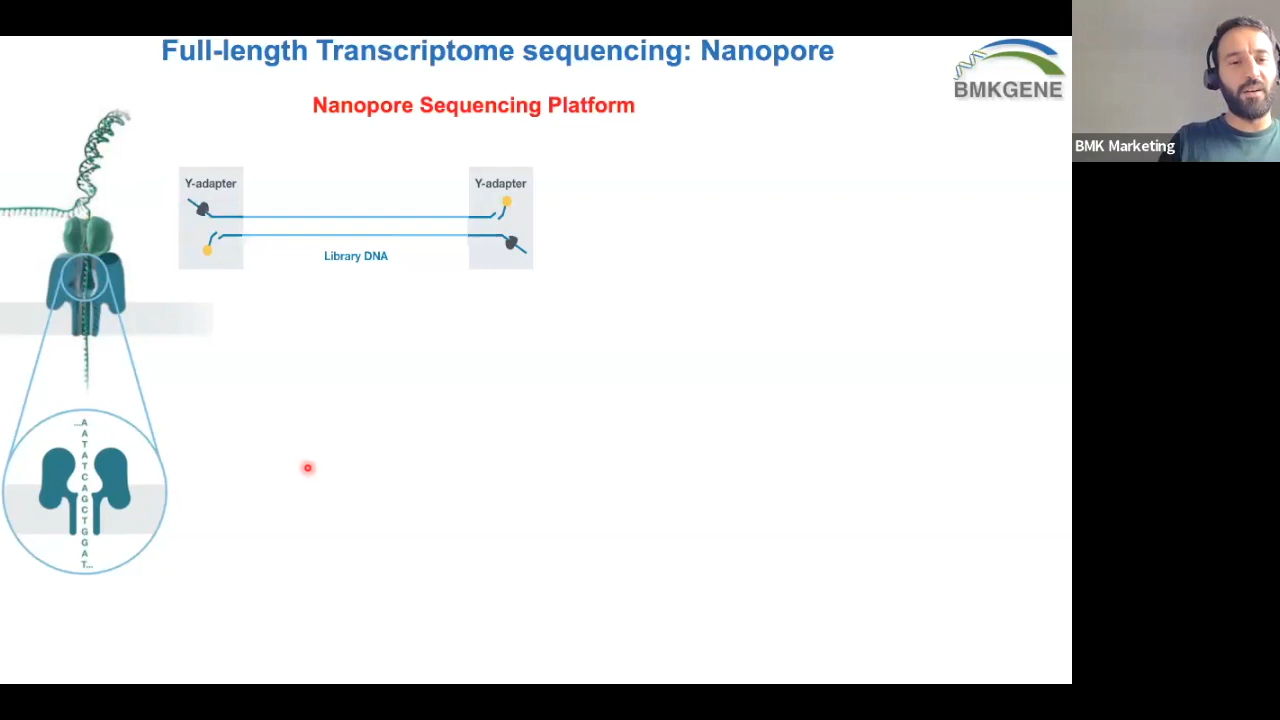 Full-length Transcriptome sequencing: Nanopore
BMKGENE
BMK Marketing
Nanopore Sequencing Platform
Y-adapter
Y-adapter
Library DNA
...A
A
T
A
T
C
A
G
C
T
G
G
A
T...